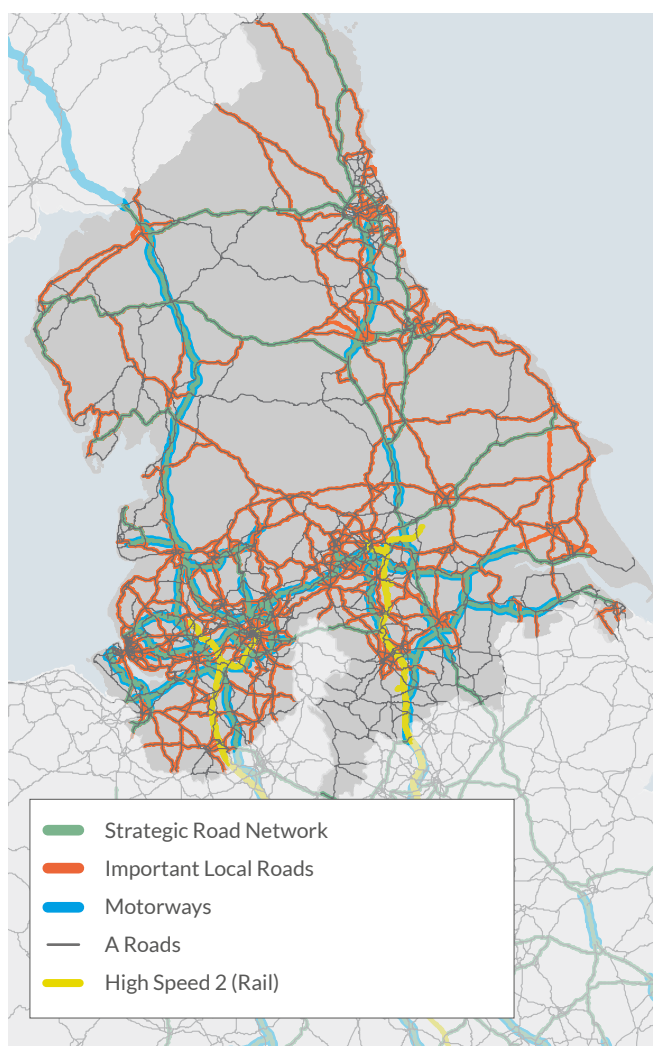 Strategic Road Network
Important Local Roads
Motorways
A Roads
High Speed 2 (Rail)